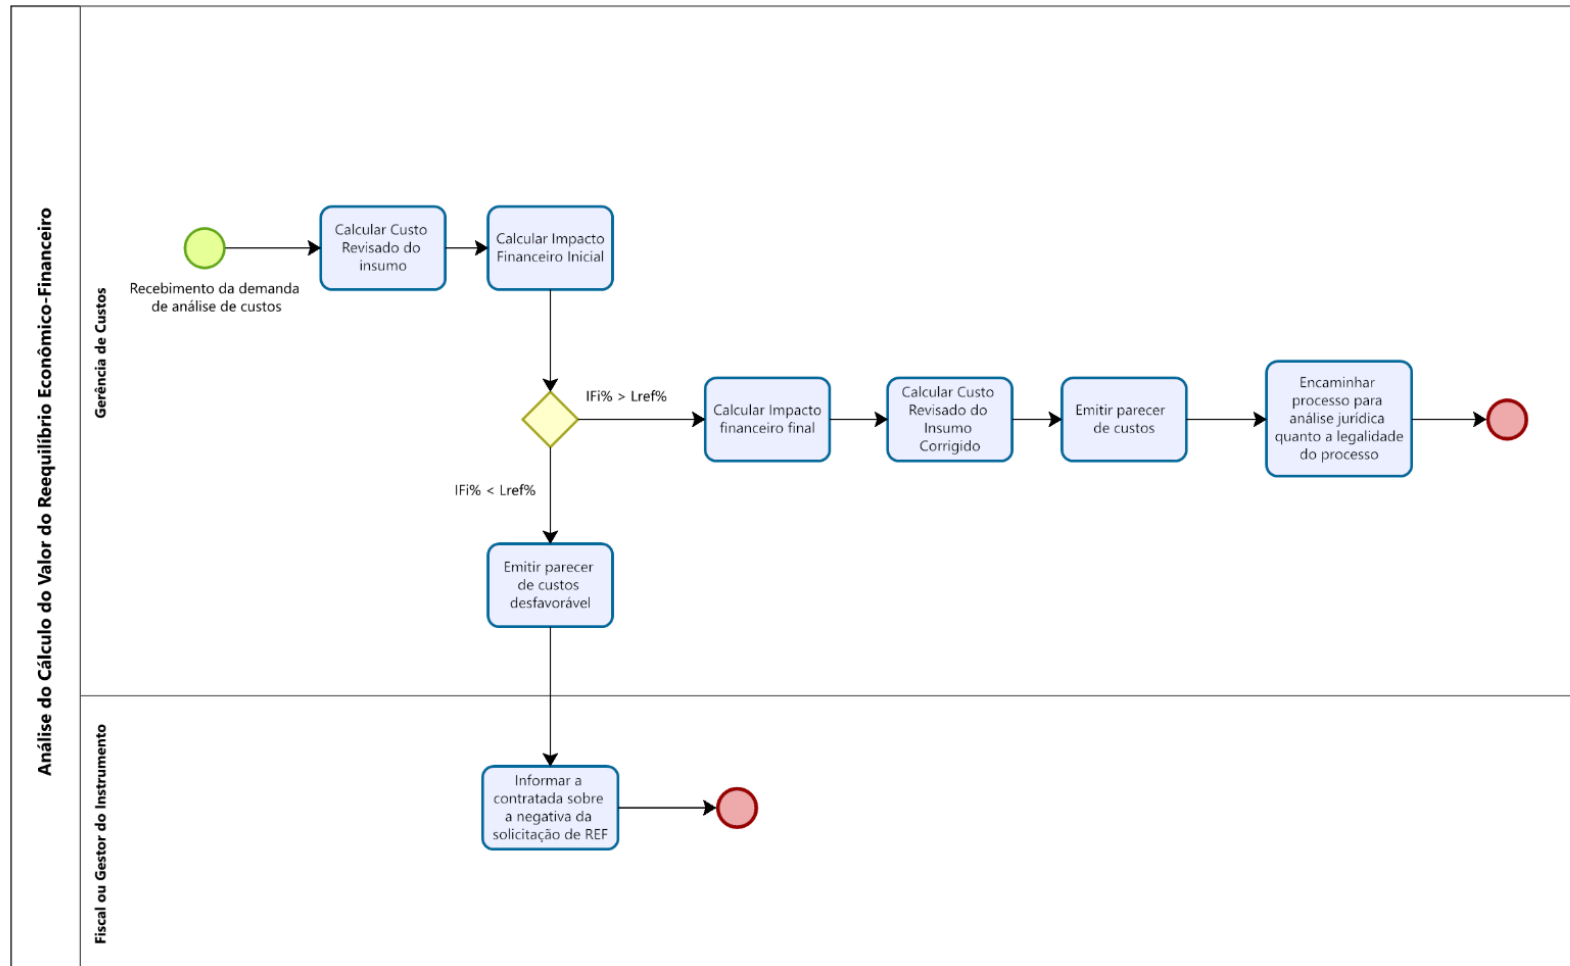 Análise do Cálculo do Valor do Reequilíbrio Econômico-Financeiro
Gerência de Custos
Recebimento da demanda
de análise de custos
Calcular Custo
Revisado do
insumo
Calcular Impacto
Financeiro Inicial
IFi% > Lref%
Calcular Impacto
financeiro final
Calcular Custo
Revisado do
Insumo
Corrigido
Emitir parecer
de custos
Encaminhar
processo para
análise jurídica
quanto a legalidade
do processo
IFi% < Lref%
Emitir parecer
de custos
desfavorável
Fiscal ou Gestor do Instrumento
Informar a
contratada sobre
a negativa da
solicitação de REF